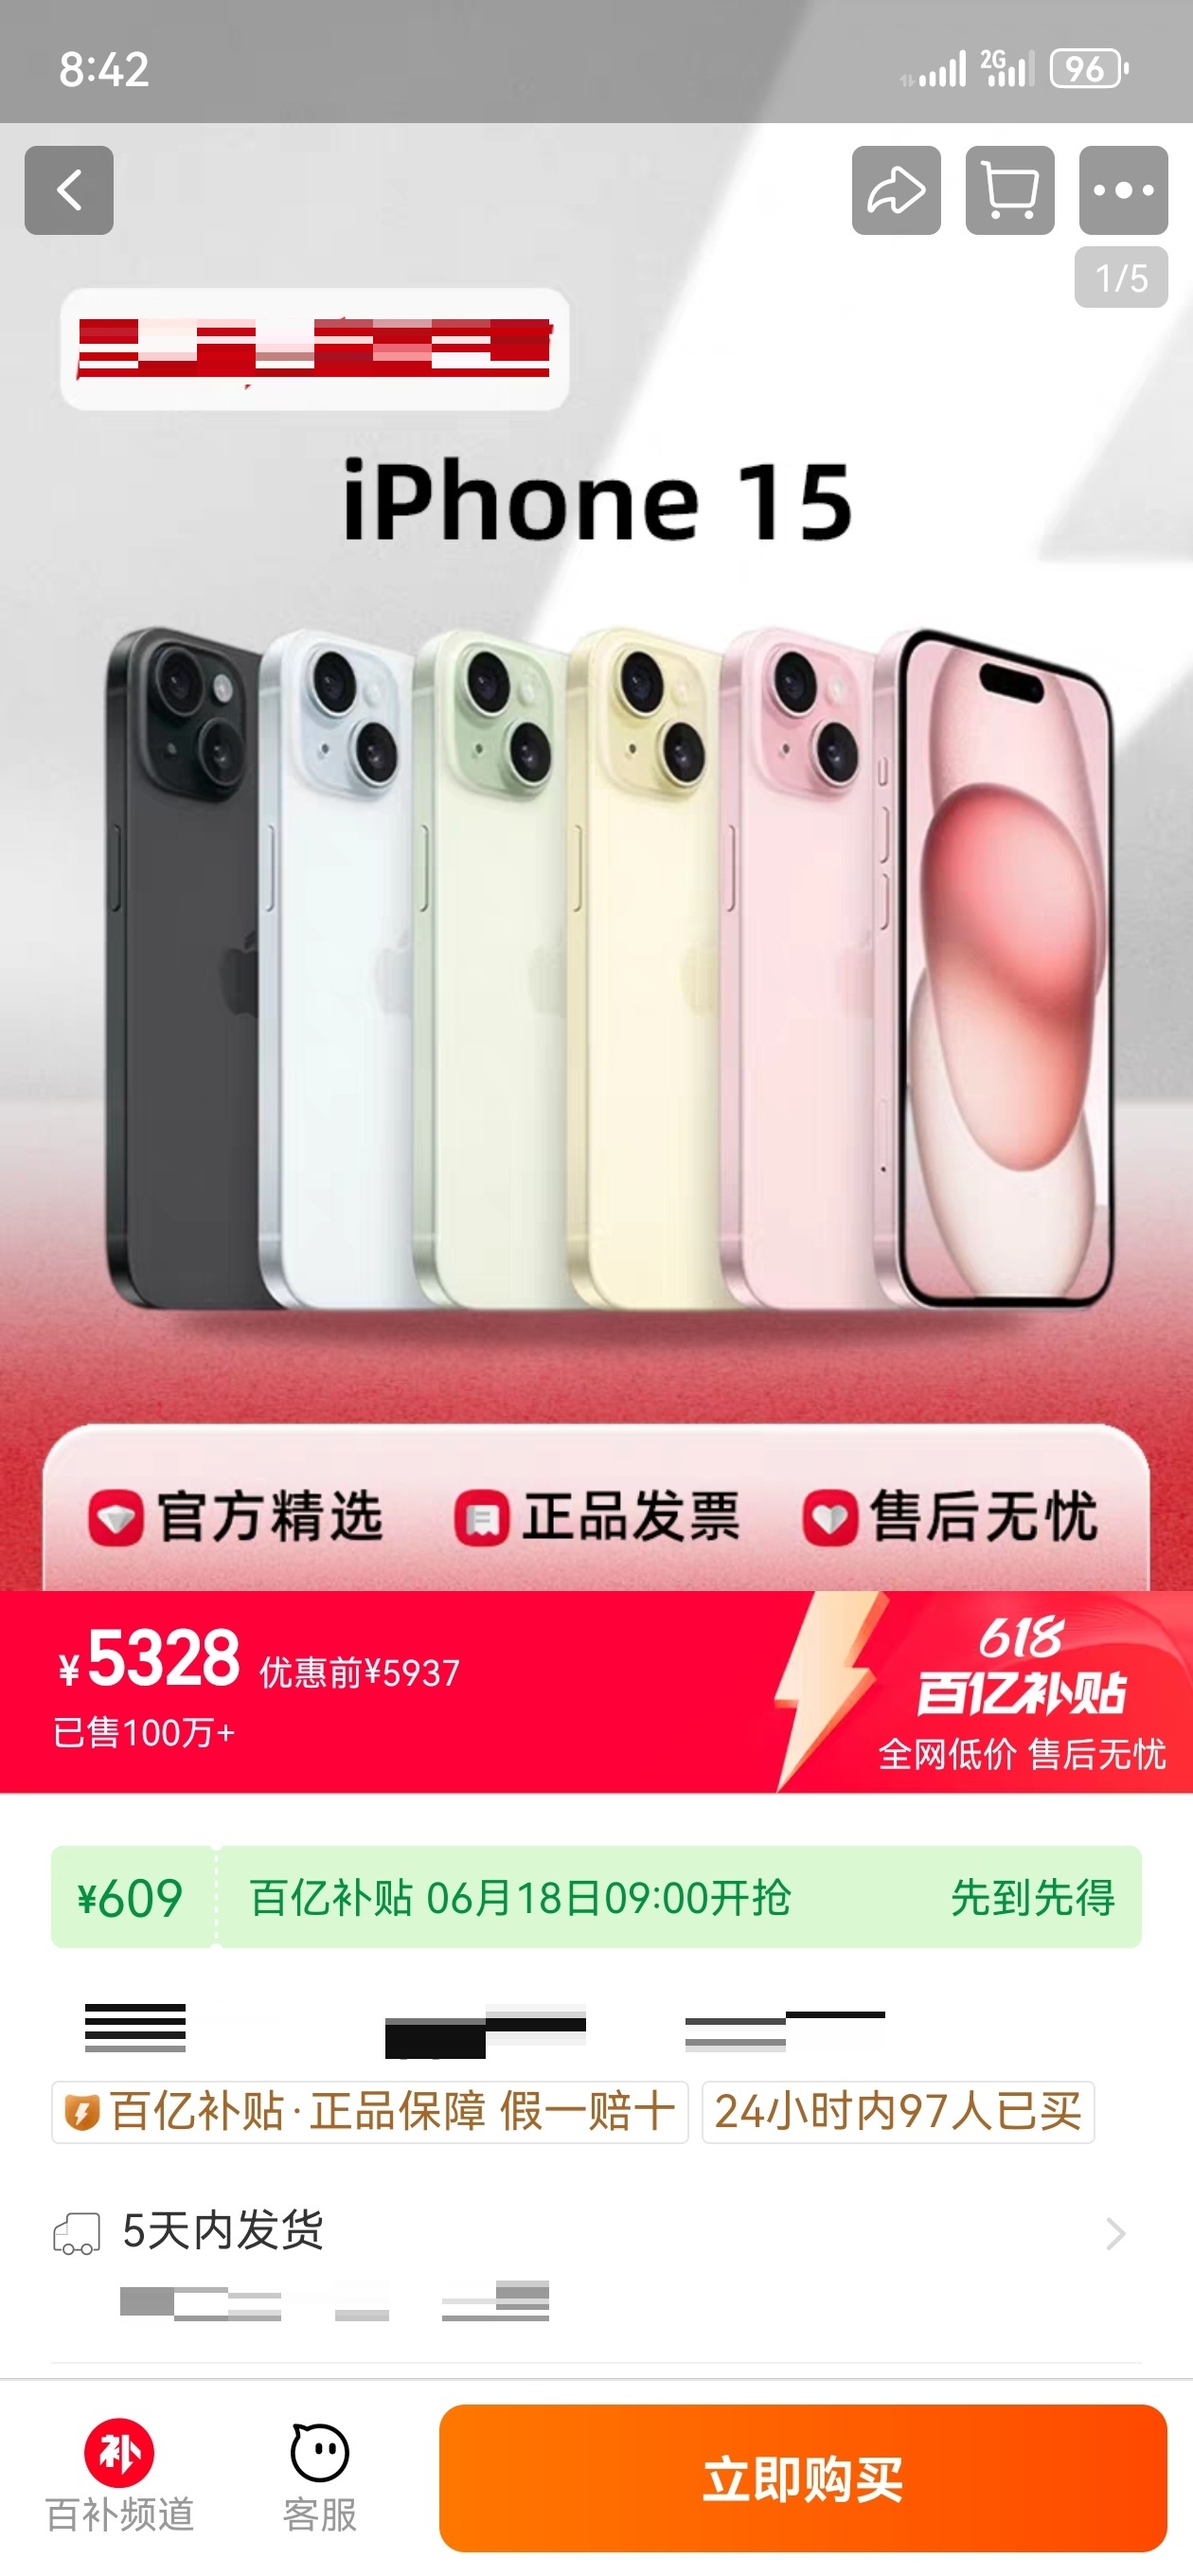 8:42
2G
96
1/5
iPhone 15
官方精选 正品发票 售后无忧
¥5328 优惠前¥5937
已售100万+
618
百亿补贴
全网低价 售后无忧
¥609 百亿补贴 06月18日09:00开抢 先到先得
百亿补贴·正品保障 假一赔十 24小时内97人已买
5天内发货
补
百补频道
客服
立即购买